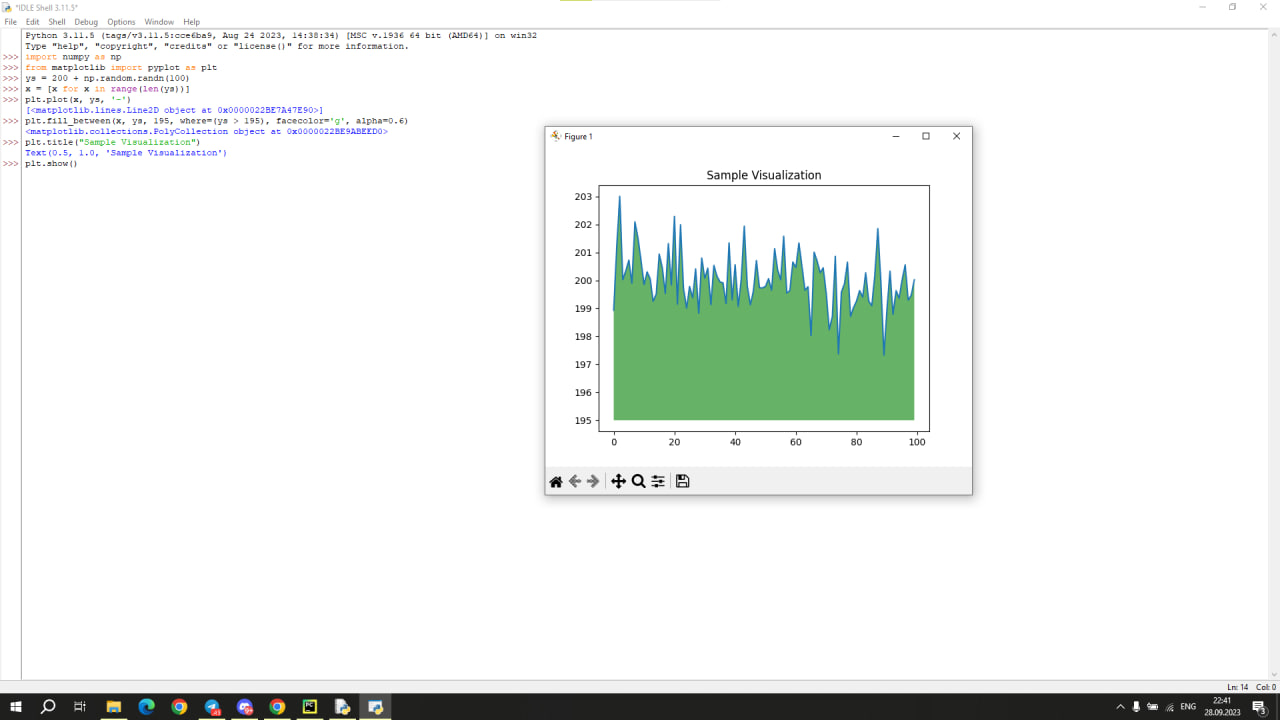 *IDLE Shell 3.11.5*
File Edit Shell Debug Options Window Help
Python 3.11.5 (tags/v3.11.5:cce6ba9, Aug 24 2023, 14:38:34) [MSC v.1936 64 bit (AMD64)] on win32
Type "help", "copyright", "credits" or "license()" for more information.
>>> import numpy as np
>>> from matplotlib import pyplot as plt
>>> ys = 200 + np.random.randn(100)
>>> x = [x for x in range(len(ys))]
>>> plt.plot(x, ys, '-')
[<matplotlib.lines.Line2D object at 0x0000022BE7A47E90>]
>>> plt.fill_between(x, ys, 195, where=(ys > 195), facecolor='g', alpha=0.6)
<matplotlib.collections.PolyCollection object at 0x0000022BE9ABEED0>
>>> plt.title("Sample Visualization")
Text(0.5, 1.0, 'Sample Visualization')
>>> plt.show()
Figure 1
Sample Visualization
203
202
201
200
199
198
197
196
195
0 20 40 60 80 100
Ln: 14 Col: 0
PC
ENG
22:41
28.09.2023
3